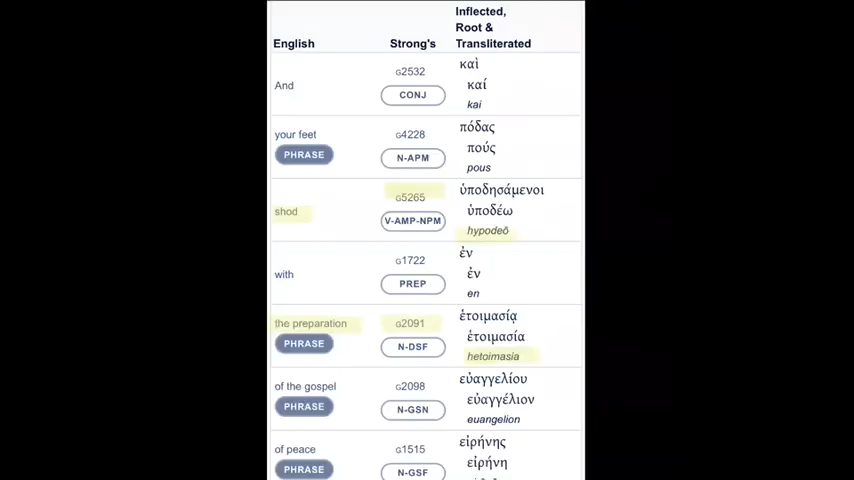 English Strong's Inflected, Root & Transliterated
And G2532 καὶ
CONJ καί
kai
your feet G4228 πόδας
PHRASE N-APM πούς
pous
shod G5265 ὑποδησάμενοι
V-AMP-NPM ὑποδέω
hypodeō
with G1722 ἐν
PREP ἐν
en
the preparation G2091 ἑτοιμασίᾳ
PHRASE N-DSF ἑτοιμασία
hetoimasia
of the gospel G2098 εὐαγγελίου
PHRASE N-GSN εὐαγγέλιον
euangelion
of peace G1515 εἰρήνης
PHRASE N-GSF εἰρήνη